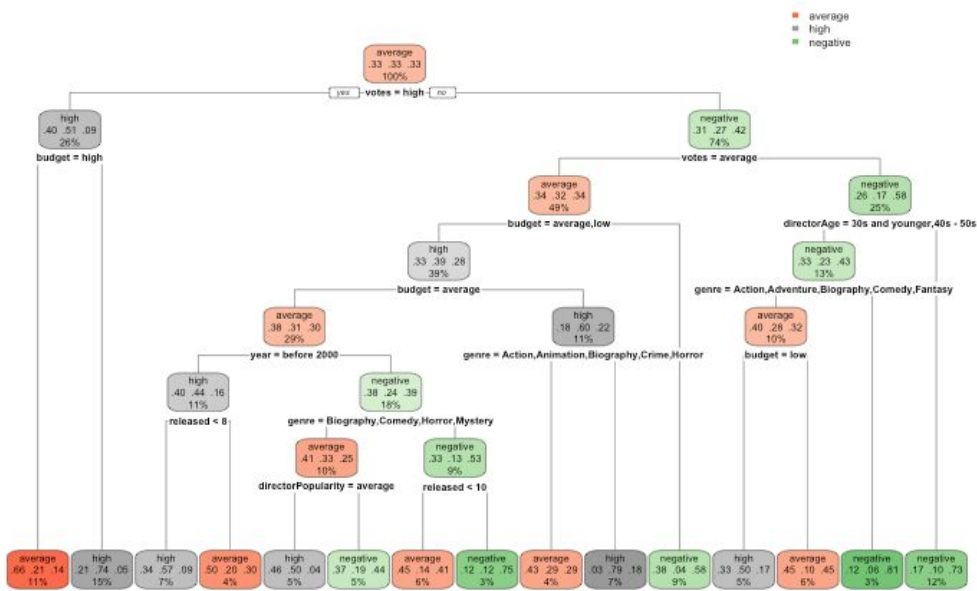 average
high
negative
average
.33 .33 .33
100%
yes votes = high no
high
.40 .51 .09
26%
budget = high
negative
.31 .27 .42
74%
votes = average
average
.34 .32 .34
49%
budget = average,low
negative
.26 .17 .58
25%
directorAge = 30s and younger,40s - 50s
high
.33 .39 .28
39%
budget = average
negative
.33 .23 .43
13%
genre = Action,Adventure,Biography,Comedy,Fantasy
average
.38 .31 .30
29%
year = before 2000
high
.18 .60 .22
11%
genre = Action,Animation,Biography,Crime,Horror
average
.40 .28 .32
10%
budget = low
high
.40 .44 .16
11%
released < 8
negative
.38 .24 .39
18%
genre = Biography,Comedy,Horror,Mystery
average
.41 .33 .25
10%
directorPopularity = average
negative
.33 .13 .53
9%
released < 10
average
.66 .21 .14
11%
high
.21 .74 .05
15%
high
.34 .57 .09
7%
average
.50 .20 .30
4%
high
.46 .50 .04
5%
negative
.37 .19 .44
5%
average
.45 .14 .41
6%
negative
.12 .12 .75
3%
average
.43 .29 .29
4%
high
.03 .79 .18
7%
negative
.38 .04 .58
9%
high
.33 .50 .17
5%
average
.45 .10 .45
6%
negative
.12 .06 .81
3%
negative
.17 .10 .73
12%